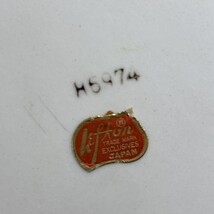 H6974
Lefton
®
TRADE MARK
EXCLUSIVES
JAPAN